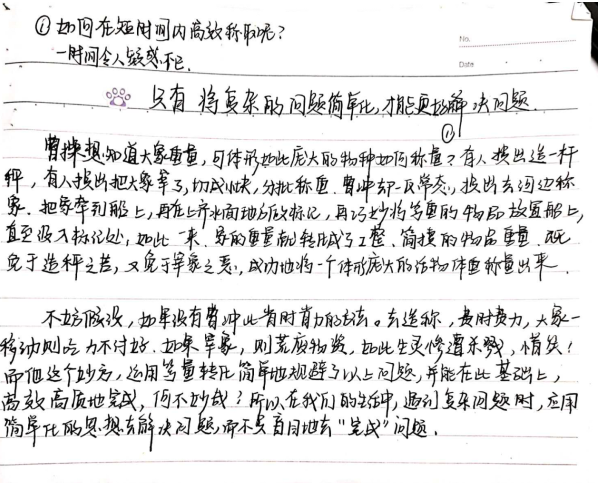 ①如何在短时间内高效称取呢?
一时间令人疑惑不已.
No.
Date
只有将复杂的问题简单化,才能更好解决问题.
①
曹操想知道大象重量,可体形如此庞大的物种如何称量?有人提出造一杆
秤,有人提出把大象宰了,切成小块,分批称重.曹冲却一反常态,提出去河边称
象.把象牵到船上,再在上升水面地方做标记,再巧妙将等重的物品放置船上,
直至没入标记处,如此一来.象的重量就转化成了工整、简接的物品重量.既
免于造秤之苦,又免于宰象之恶,成功地将一个体形庞大的活物体重称量出来.
不妨假设,如果没有曹冲此省时省力的方法。去造称,费时费力,大象一
移动则吃力不讨好.如果宰象,则荒废物资,如此生灵惨遭杀戮,惜矣!
而他这个妙方,运用等量转化简单地规避了以上问题,并能在此基础上,
高效高质地完成,何不妙哉?所以在我们的生活中,遇到复杂问题时,应用
简单化的思想去解决问题,而不要盲目地去"完成"问题.